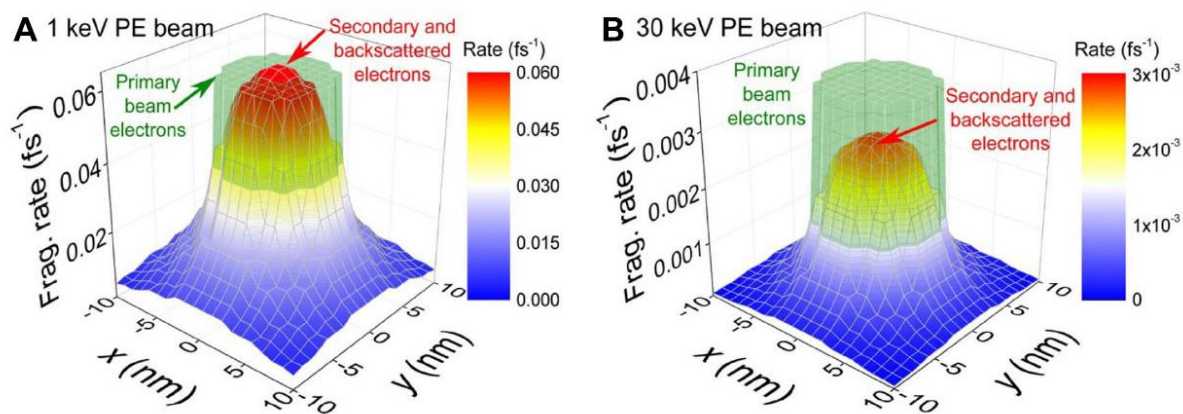 A 1 keV PE beam
Secondary and
backscattered
electrons
Primary
beam
electrons
Rate (fs⁻¹)
0.060
0.045
0.030
0.015
0.000
Frag. rate (fs⁻¹)
0.06
0.04
0.02
-10
-5
0
5
10
x (nm)
-10
-5
0
5
10
y (nm)
B 30 keV PE beam
Primary
beam
electrons
Secondary and
backscattered
electrons
Rate (fs⁻¹)
3x10⁻³
2x10⁻³
1x10⁻³
0
Frag. rate (fs⁻¹)
0.004
0.003
0.002
0.001
-10
-5
0
5
10
x (nm)
-10
-5
0
5
10
y (nm)